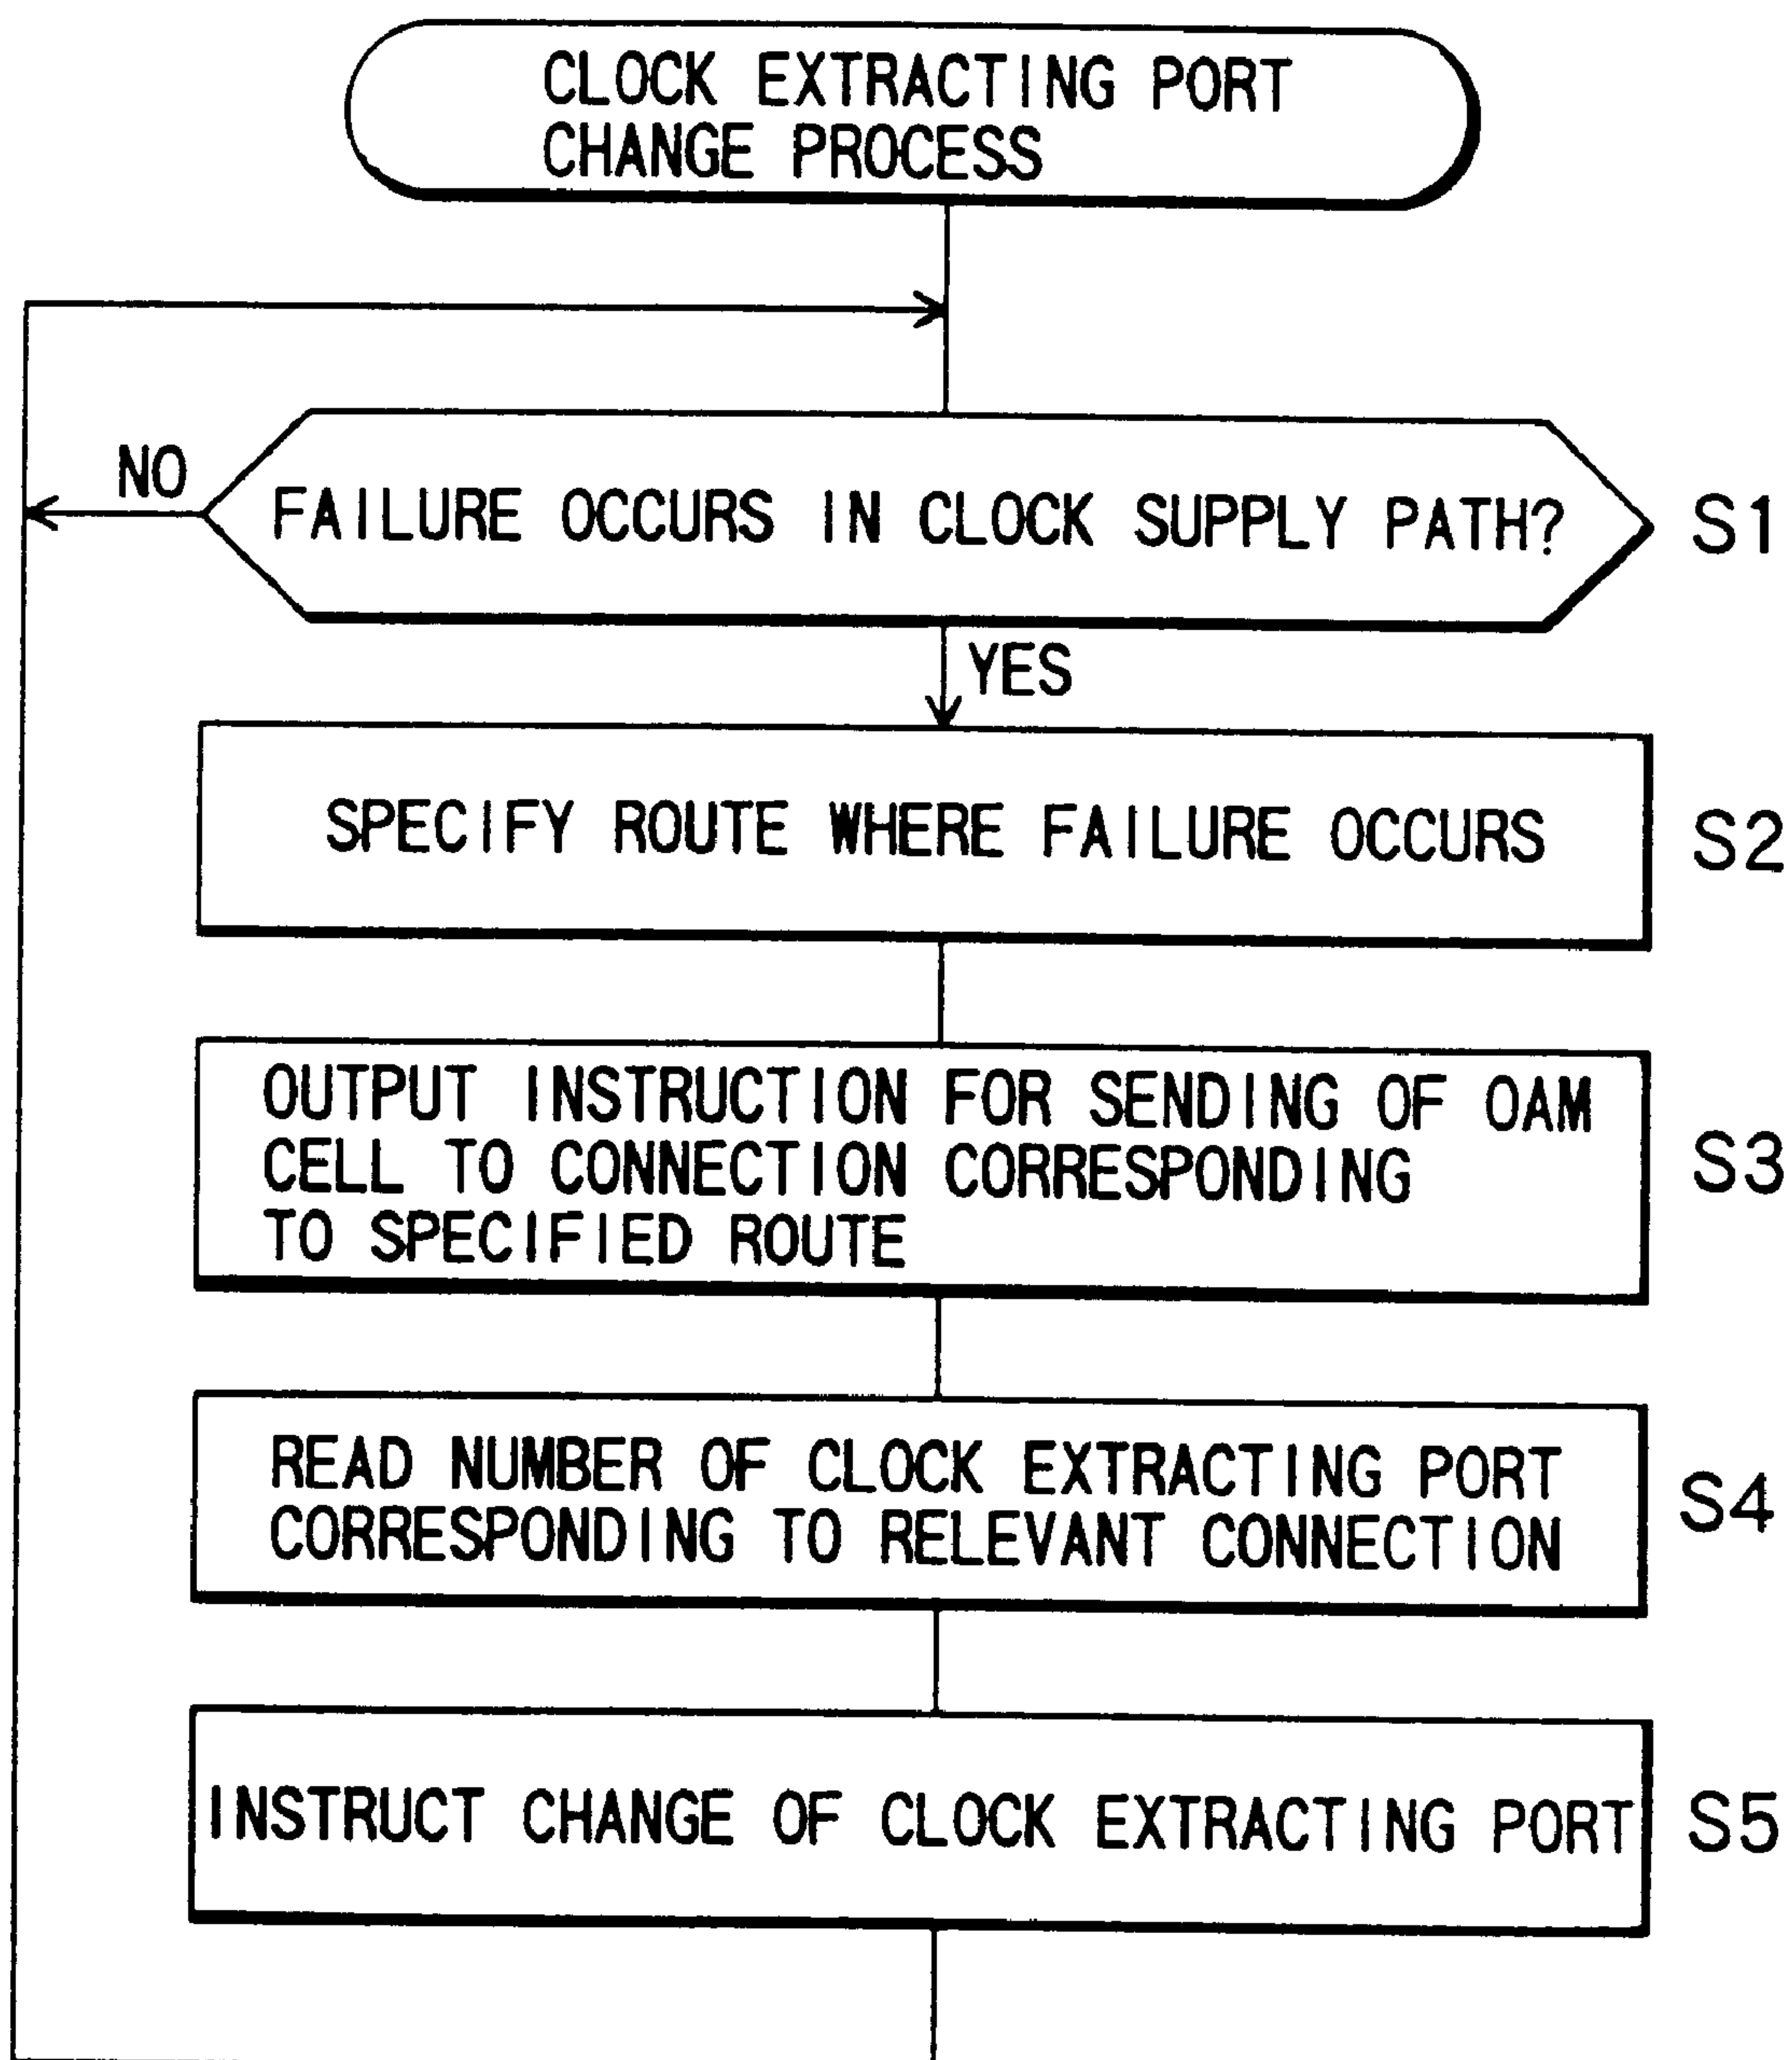 CLOCK EXTRACTING PORT
CHANGE PROCESS
NO
FAILURE OCCURS IN CLOCK SUPPLY PATH?
S1
YES
SPECIFY ROUTE WHERE FAILURE OCCURS
S2
OUTPUT INSTRUCTION FOR SENDING OF OAM
CELL TO CONNECTION CORRESPONDING
TO SPECIFIED ROUTE
S3
READ NUMBER OF CLOCK EXTRACTING PORT
CORRESPONDING TO RELEVANT CONNECTION
S4
INSTRUCT CHANGE OF CLOCK EXTRACTING PORT
S5